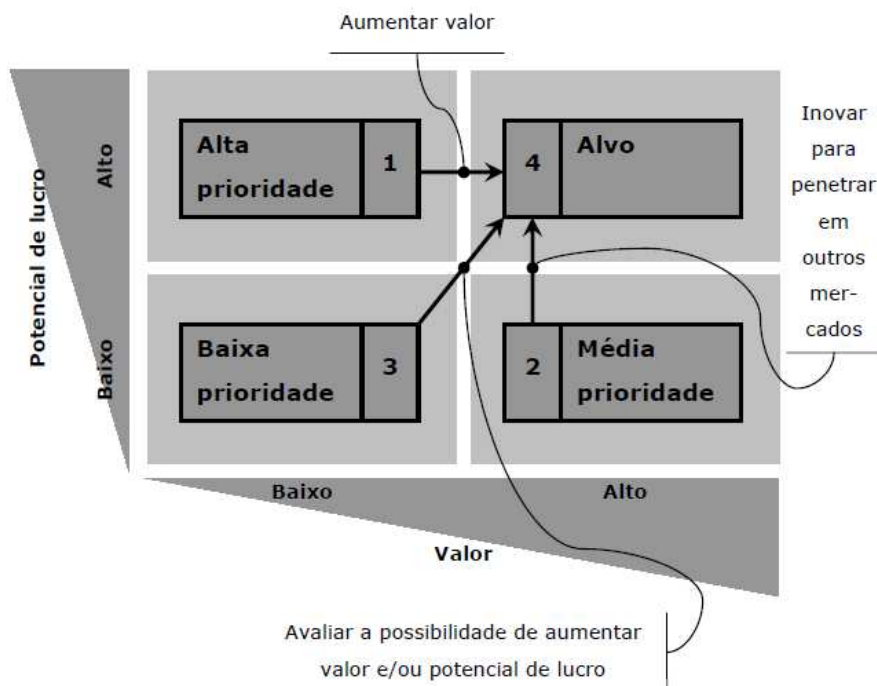 Aumentar valor
Alta
prioridade
1
4
Alvo
Inovar
para
penetrar
em
outros
mer-
cados
Potencial de lucro
Alto
Baixo
Baixa
prioridade
3
2
Média
prioridade
Baixo
Alto
Valor
Avaliar a possibilidade de aumentar
valor e/ou potencial de lucro